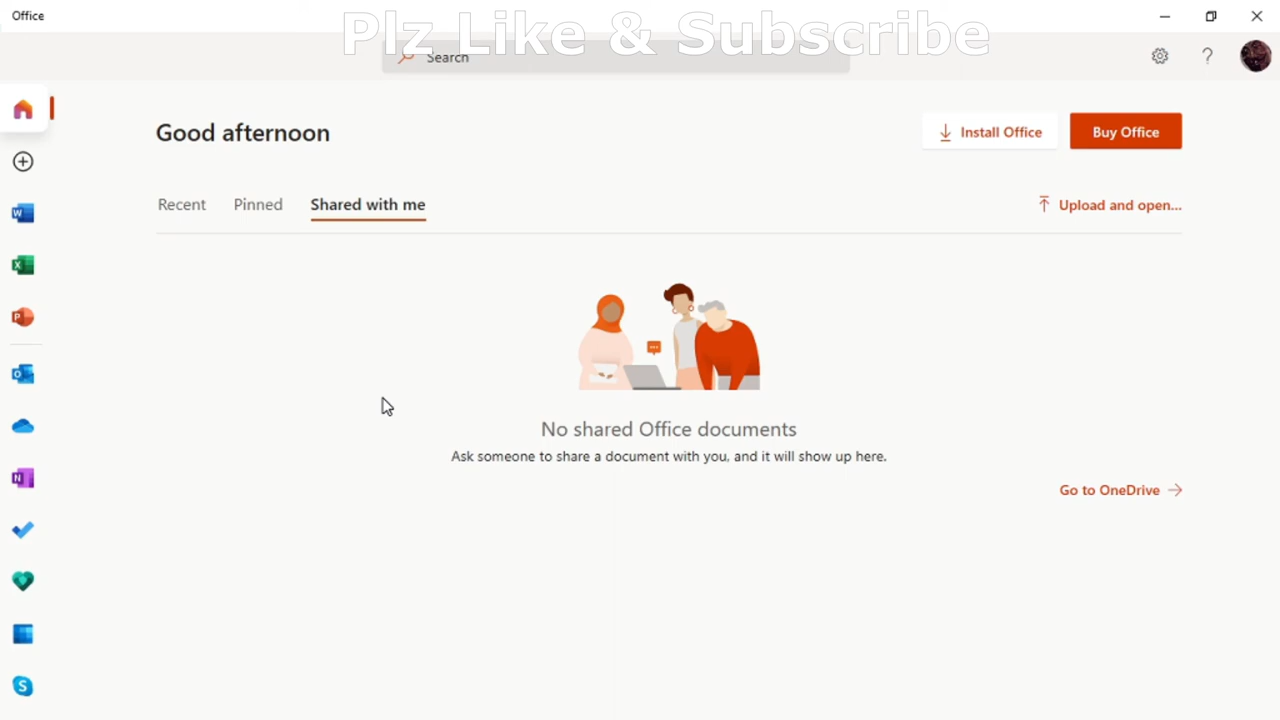 Office
Plz Like & Subscribe
Search
?
Good afternoon
Install Office
Buy Office
Recent
Pinned
Shared with me
Upload and open...
W
X
P
O
N
S
No shared Office documents
Ask someone to share a document with you, and it will show up here.
Go to OneDrive